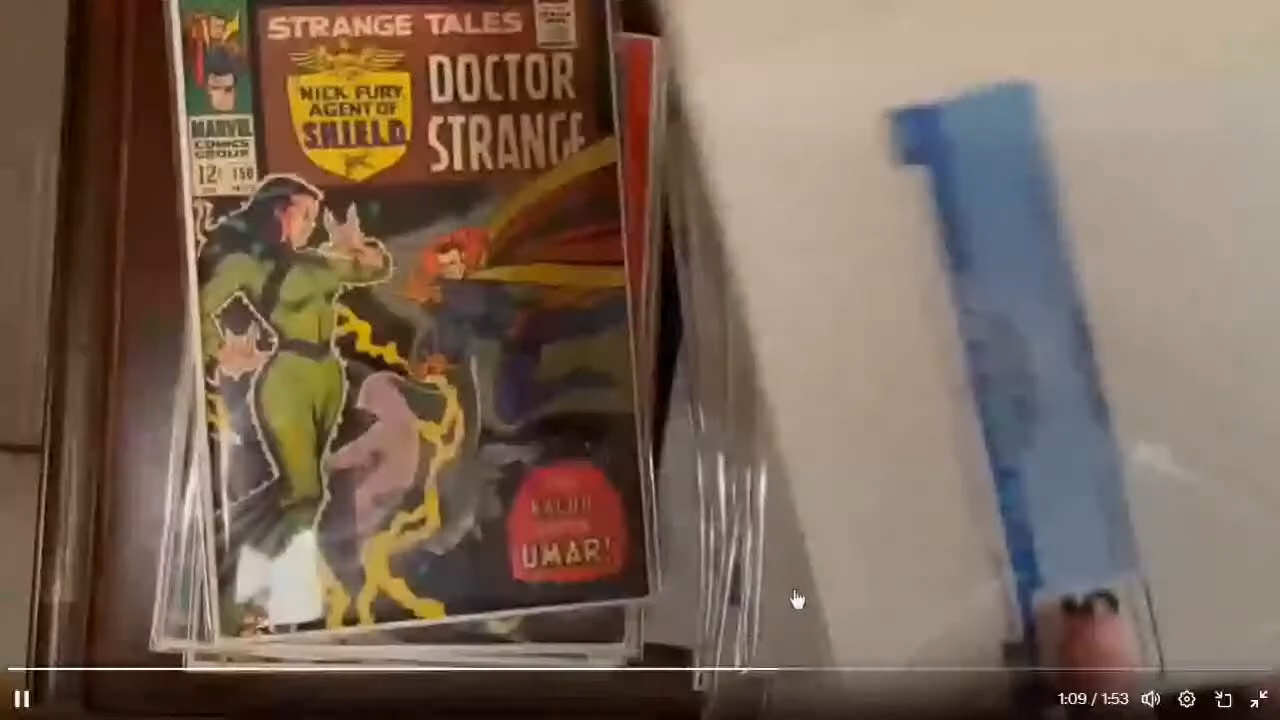 STRANGE TALES
NICK FURY
AGENT OF
SHIELD
DOCTOR
STRANGE
MARVEL
COMICS
GROUP
12¢ 150
UMAR!
1:09 / 1:53